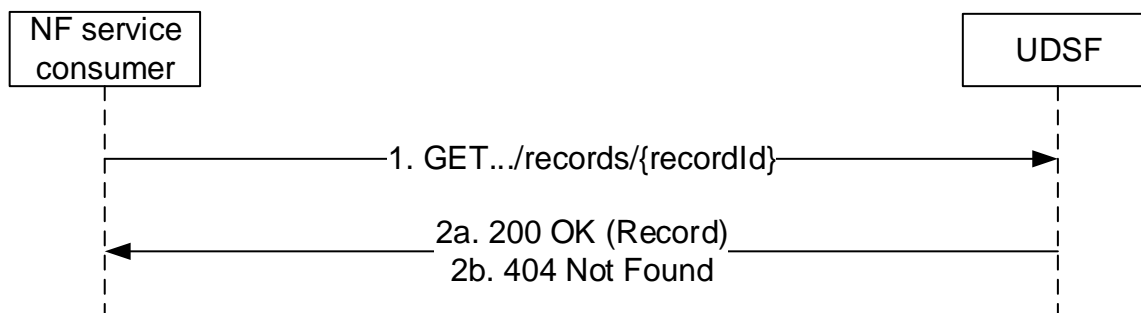 NF service
consumer
UDSF
1. GET.../records/{recordId}
2a. 200 OK (Record)
2b. 404 Not Found